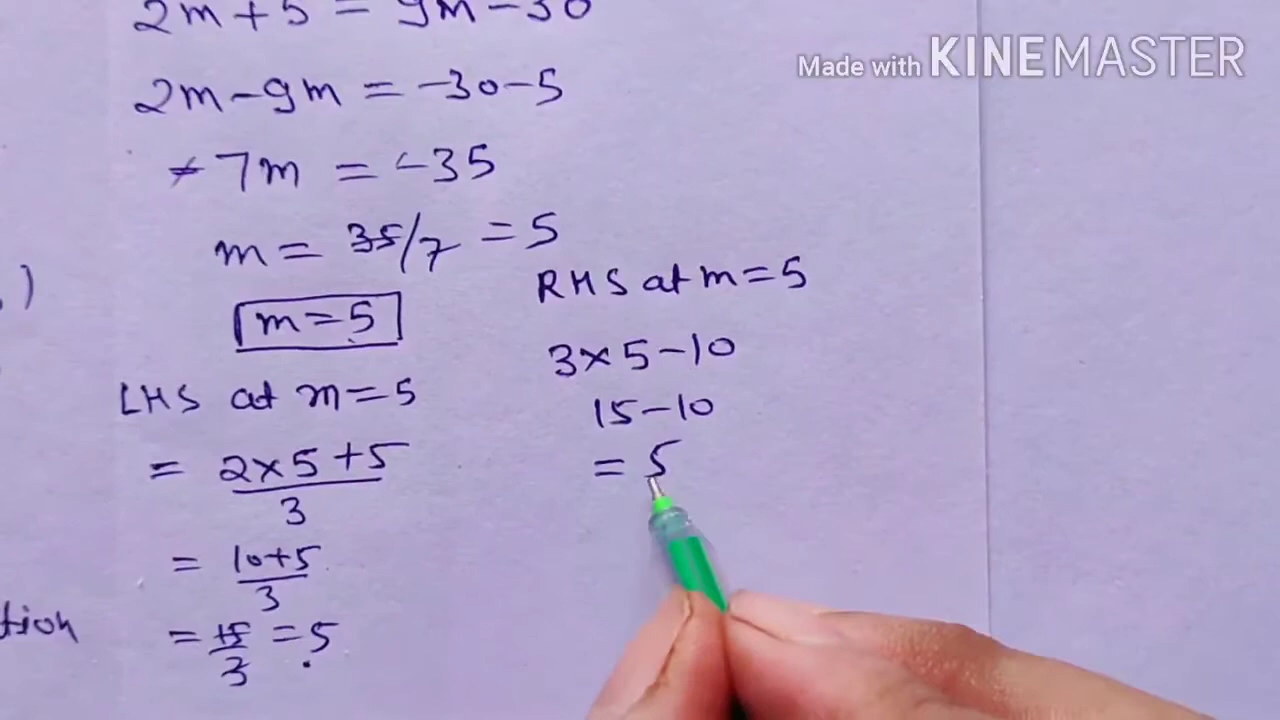 2m+5 = 9m-30
Made with KINEMASTER
2m-9m = -30-5
-7m = -35
m = 35/7 = 5
)
m=5
RHS at m=5
3×5-10
15-10
= 5
LHS at m=5
= 2×5+5
3
= 10+5
3
= 15/3 = 5
tion